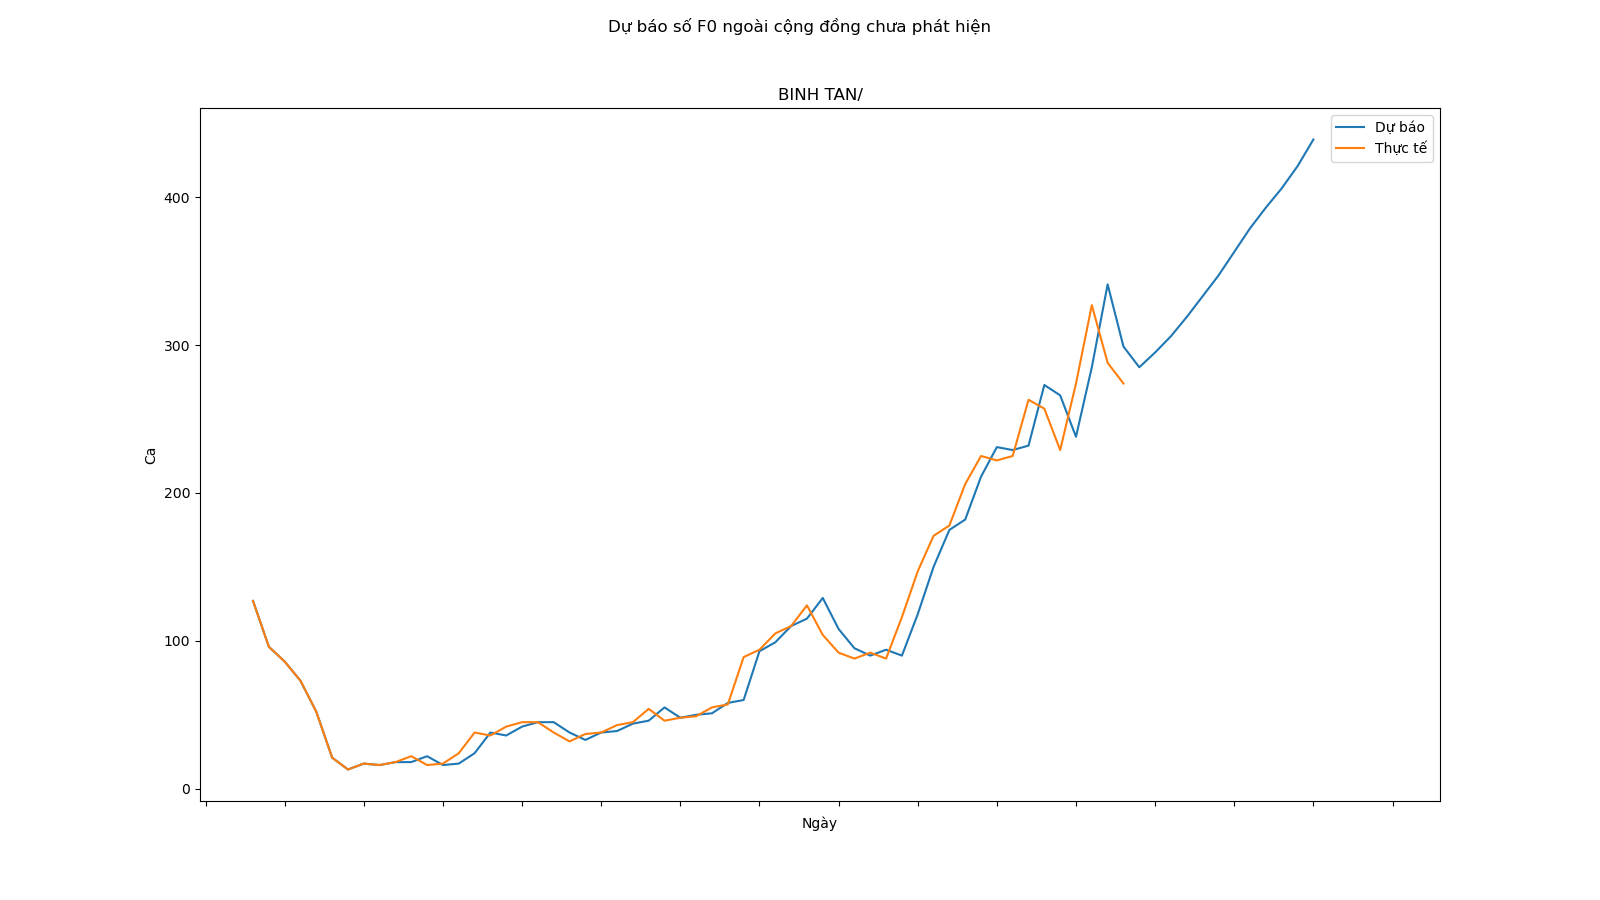 Dự báo số F0 ngoài cộng đồng chưa phát hiện
BINH TAN/
Dự báo
Thực tế
400
300
200
100
0
Ca
Ngày